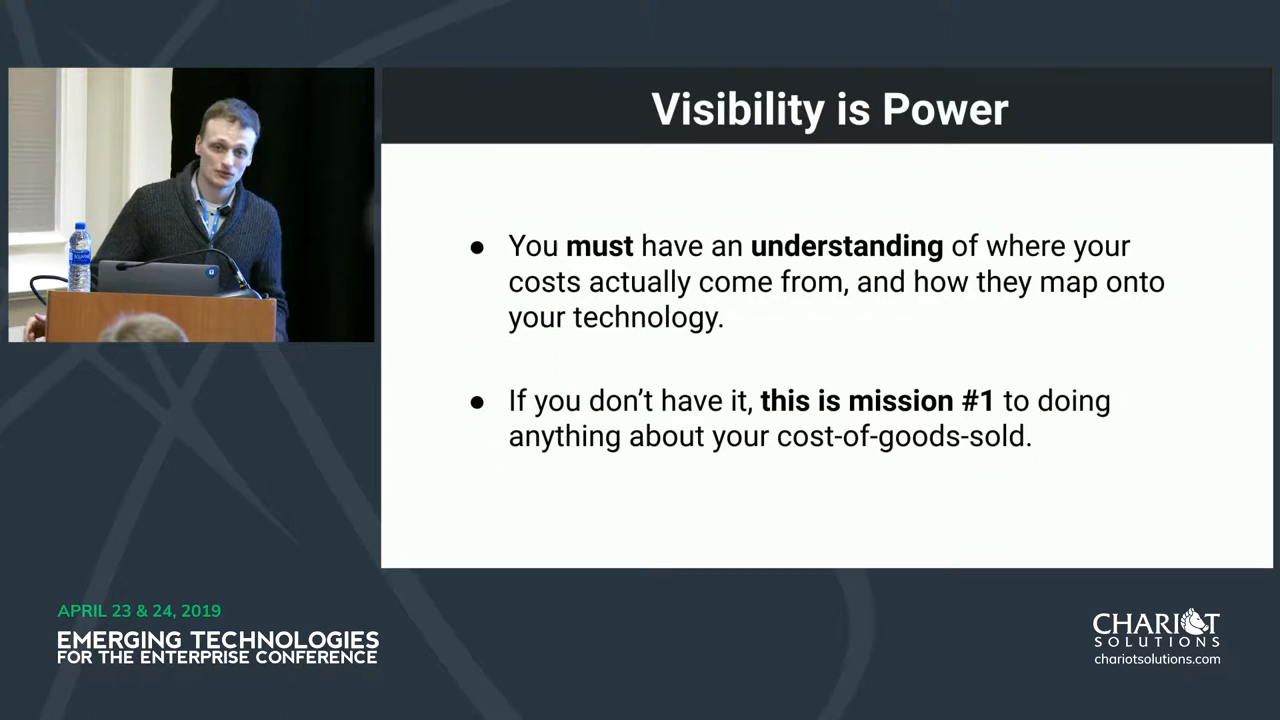 Visibility is Power
● You must have an understanding of where your
costs actually come from, and how they map onto
your technology.
● If you don’t have it, this is mission #1 to doing
anything about your cost-of-goods-sold.
APRIL 23 & 24, 2019
EMERGING TECHNOLOGIES
FOR THE ENTERPRISE CONFERENCE
CHARIOT
SOLUTIONS
chariotsolutions.com